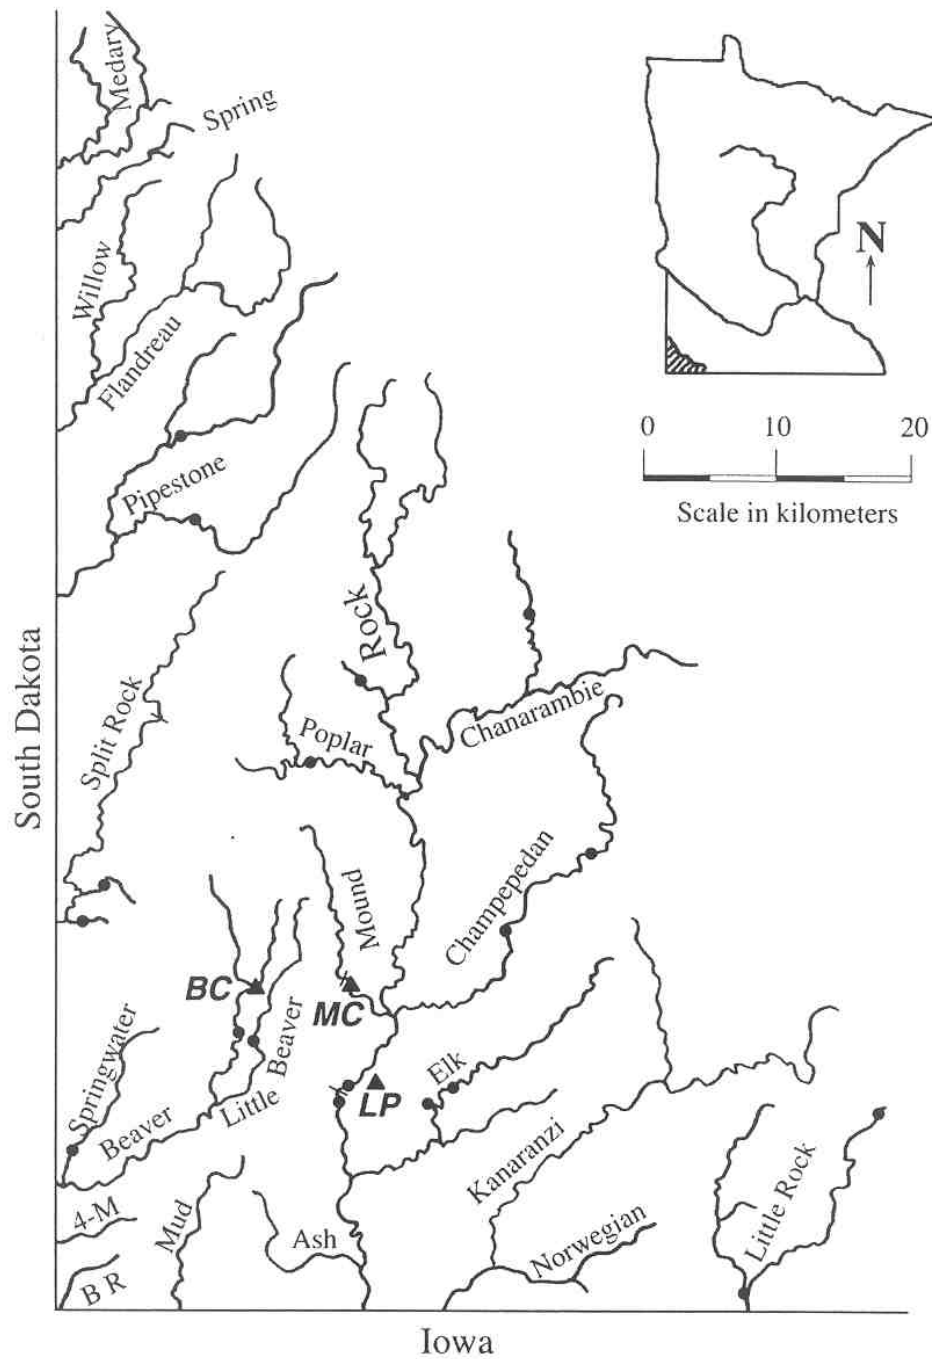 Medary
Spring
N
Willow
Flandreau
0 10 20
Scale in kilometers
Pipestone
Rock
South Dakota
Split Rock
Poplar
Chanarambie
Mound
Champepedan
BC
MC
Springwater
Beaver
Little Beaver
LP
Elk
Kanaranzi
4-M
Mud
Ash
Norwegian
Little Rock
B R
Iowa